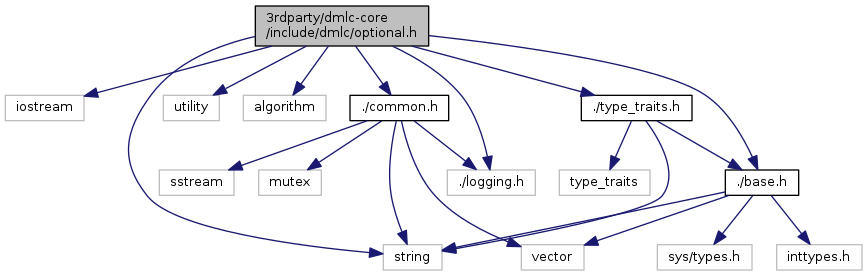 3rdparty/dmlc-core
/include/dmlc/optional.h
iostream
utility
algorithm
./common.h
./type_traits.h
sstream
mutex
./logging.h
type_traits
./base.h
string
vector
sys/types.h
inttypes.h